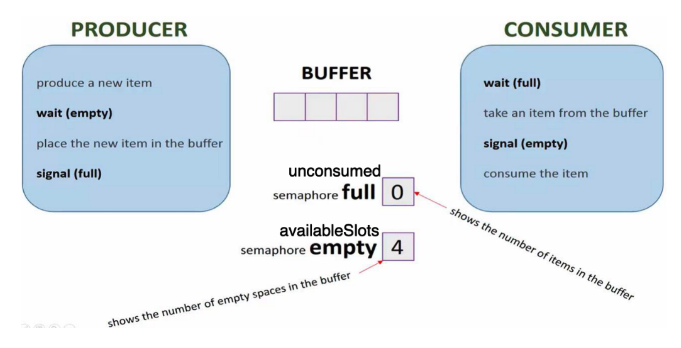 PRODUCER
produce a new item
wait (empty)
place the new item in the buffer
signal (full)
BUFFER
unconsumed
semaphore full 0
availableSlots
semaphore empty 4
shows the number of empty spaces in the buffer
CONSUMER
wait (full)
take an item from the buffer
signal (empty)
consume the item
shows the number of items in the buffer